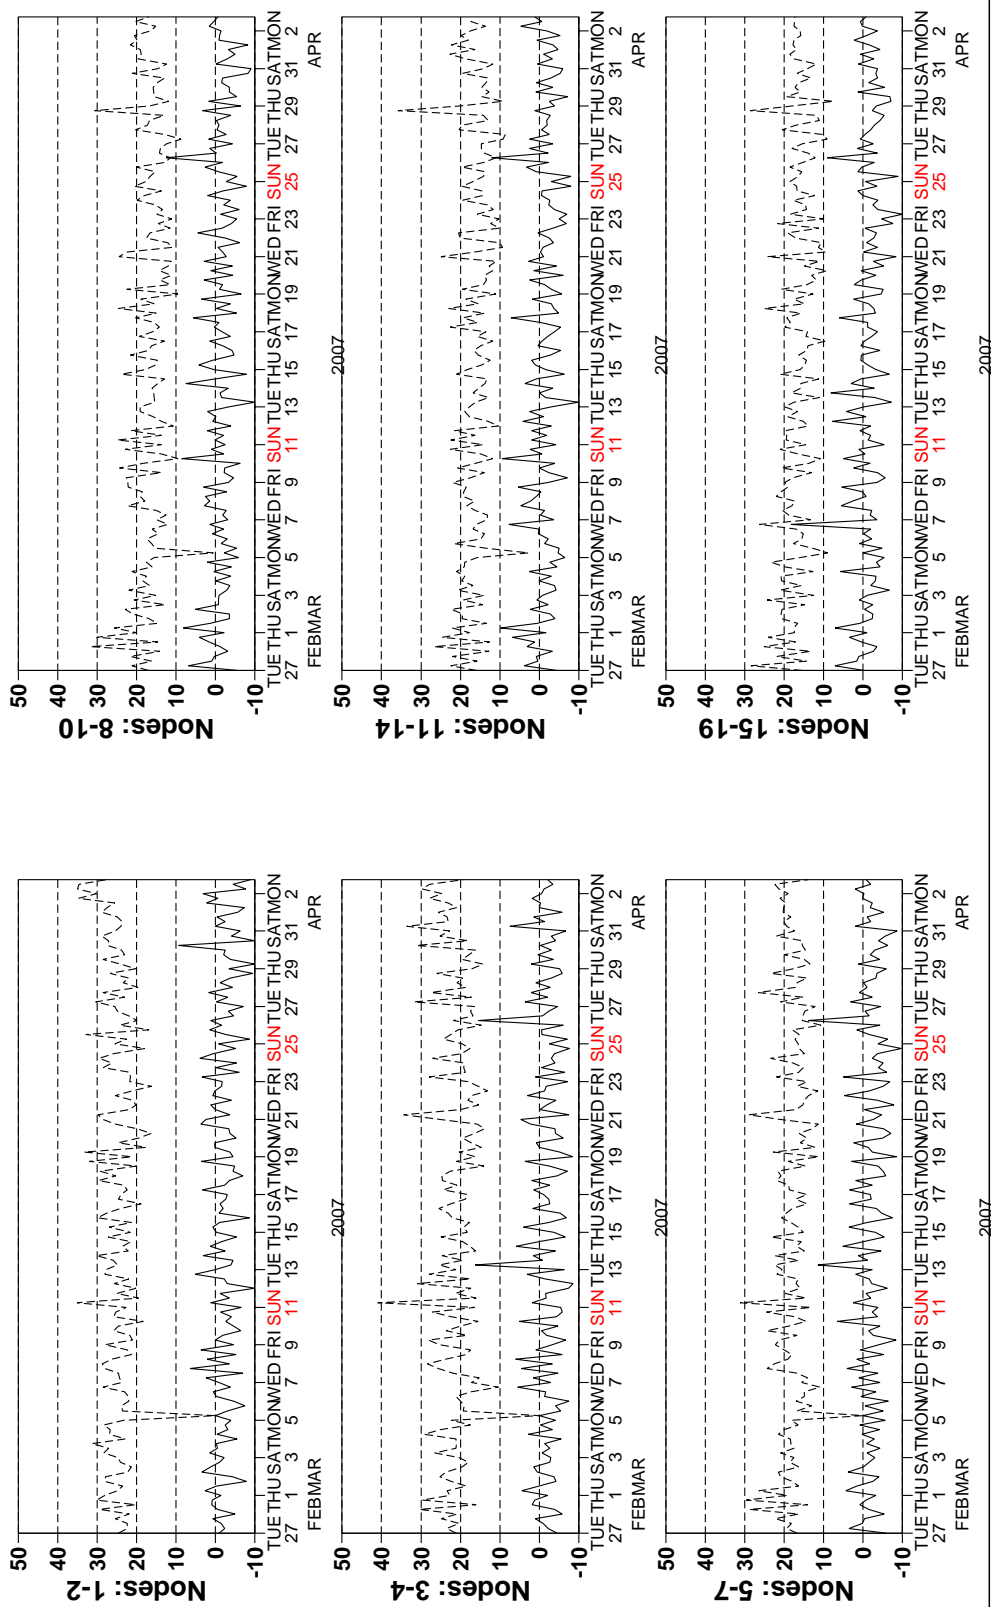 Nodes: 1-2
50
40
30
20
10
0
-10
TUE THU SAT MON WED FRI SUN TUE THU SAT MON WED FRI SUN TUE THU SAT MON
27 1 3 5 7 9 11 13 15 17 19 21 23 25 27 29 31 2
FEB MAR APR
2007
Nodes: 3-4
50
40
30
20
10
0
-10
TUE THU SAT MON WED FRI SUN TUE THU SAT MON WED FRI SUN TUE THU SAT MON
27 1 3 5 7 9 11 13 15 17 19 21 23 25 27 29 31 2
FEB MAR APR
2007
Nodes: 5-7
50
40
30
20
10
0
-10
TUE THU SAT MON WED FRI SUN TUE THU SAT MON WED FRI SUN TUE THU SAT MON
27 1 3 5 7 9 11 13 15 17 19 21 23 25 27 29 31 2
FEB MAR APR
2007
Nodes: 8-10
50
40
30
20
10
0
-10
TUE THU SAT MON WED FRI SUN TUE THU SAT MON WED FRI SUN TUE THU SAT MON
27 1 3 5 7 9 11 13 15 17 19 21 23 25 27 29 31 2
FEB MAR APR
2007
Nodes: 11-14
50
40
30
20
10
0
-10
TUE THU SAT MON WED FRI SUN TUE THU SAT MON WED FRI SUN TUE THU SAT MON
27 1 3 5 7 9 11 13 15 17 19 21 23 25 27 29 31 2
FEB MAR APR
2007
Nodes: 15-19
50
40
30
20
10
0
-10
TUE THU SAT MON WED FRI SUN TUE THU SAT MON WED FRI SUN TUE THU SAT MON
27 1 3 5 7 9 11 13 15 17 19 21 23 25 27 29 31 2
FEB MAR APR
2007